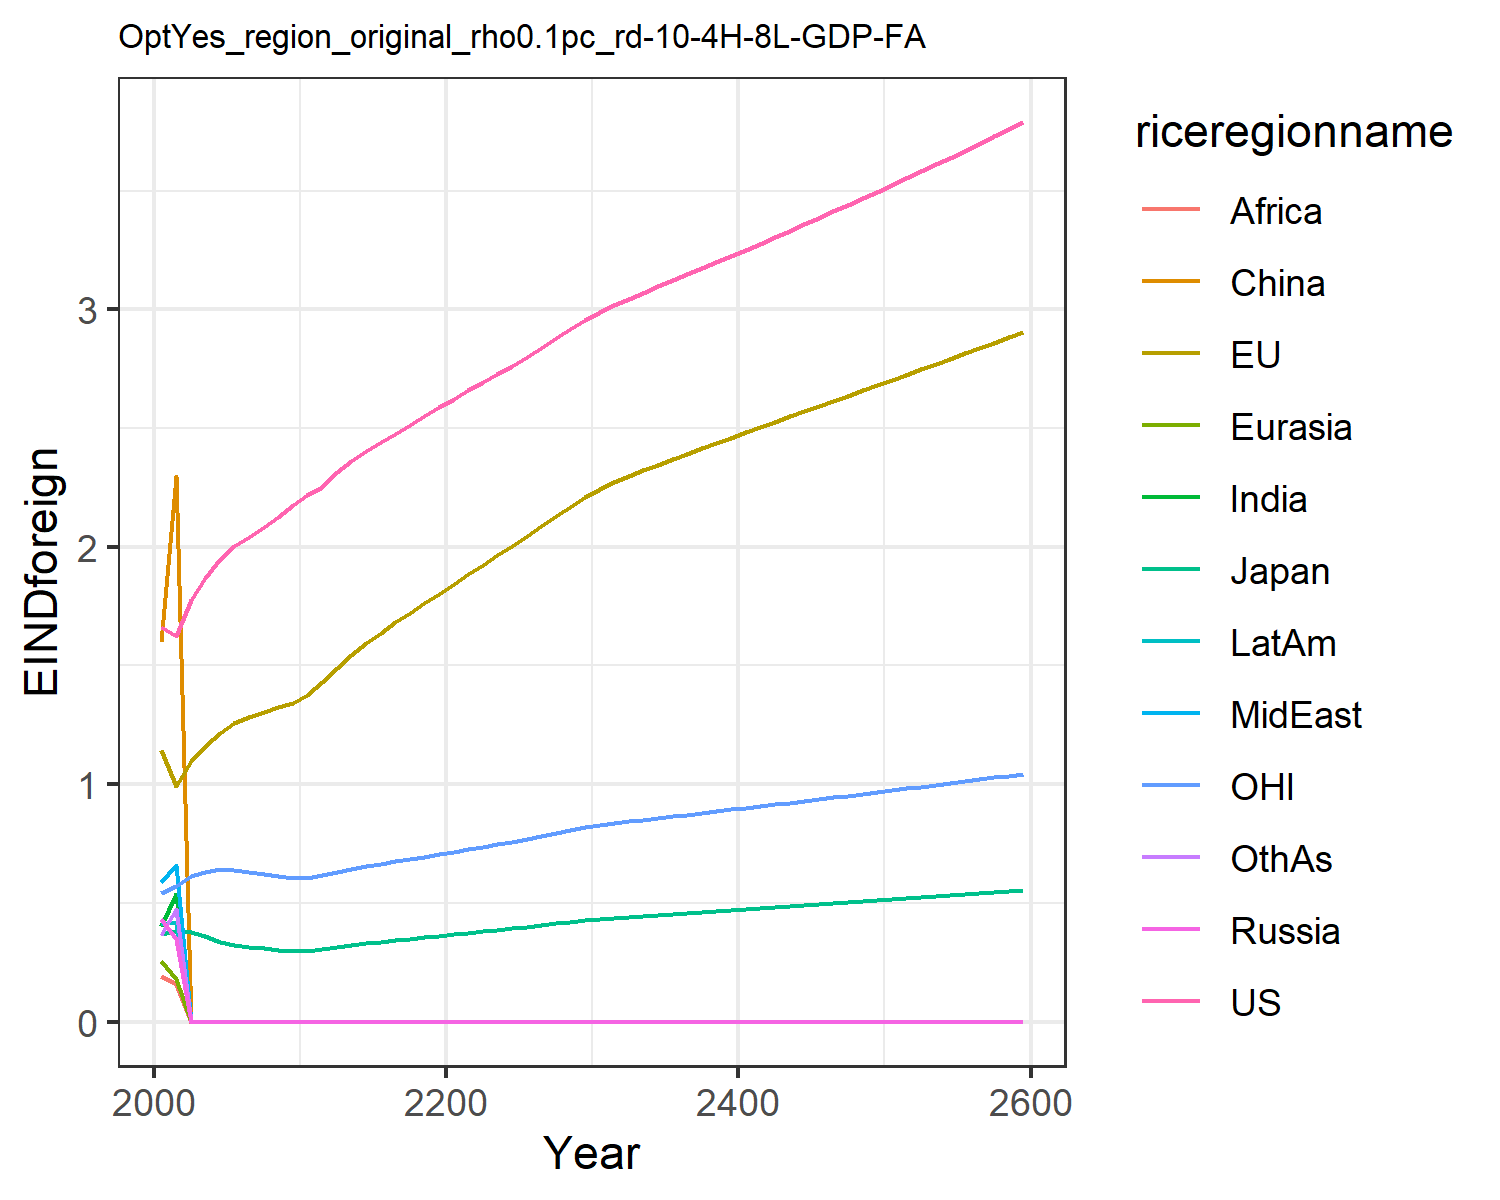 OptYes_region_original_rho0.1pc_rd-10-4H-8L-GDP-FA
EINDforeign
3
2
1
0
2000 2200 2400 2600
Year
riceregionname
Africa
China
EU
Eurasia
India
Japan
LatAm
MidEast
OHI
OthAs
Russia
US